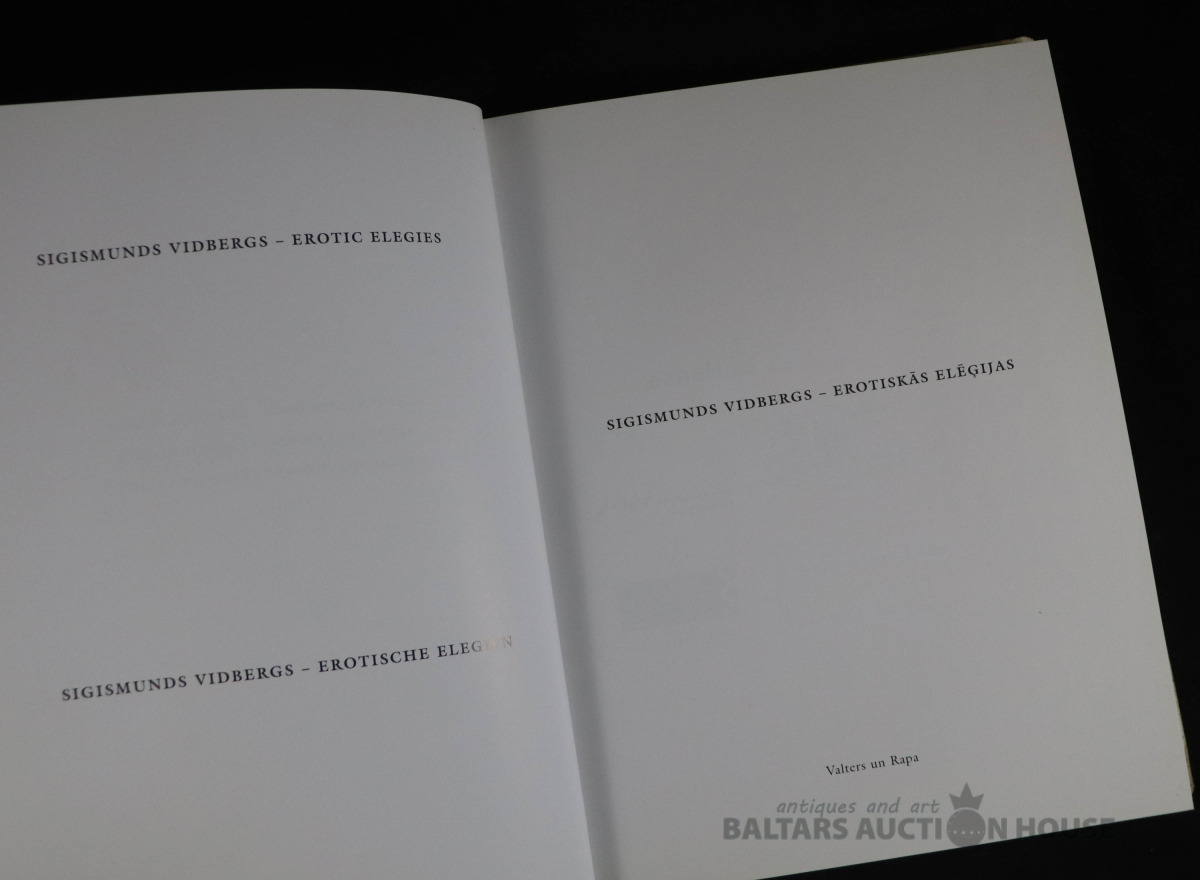 SIGISMUNDS VIDBERGS – EROTIC ELEGIES
SIGISMUNDS VIDBERGS – EROTISCHE ELEGIEN
SIGISMUNDS VIDBERGS – EROTISKĀS ELĒĢIJAS
Valters un Rapa
antiques and art
BALTARS AUCTION HOUSE